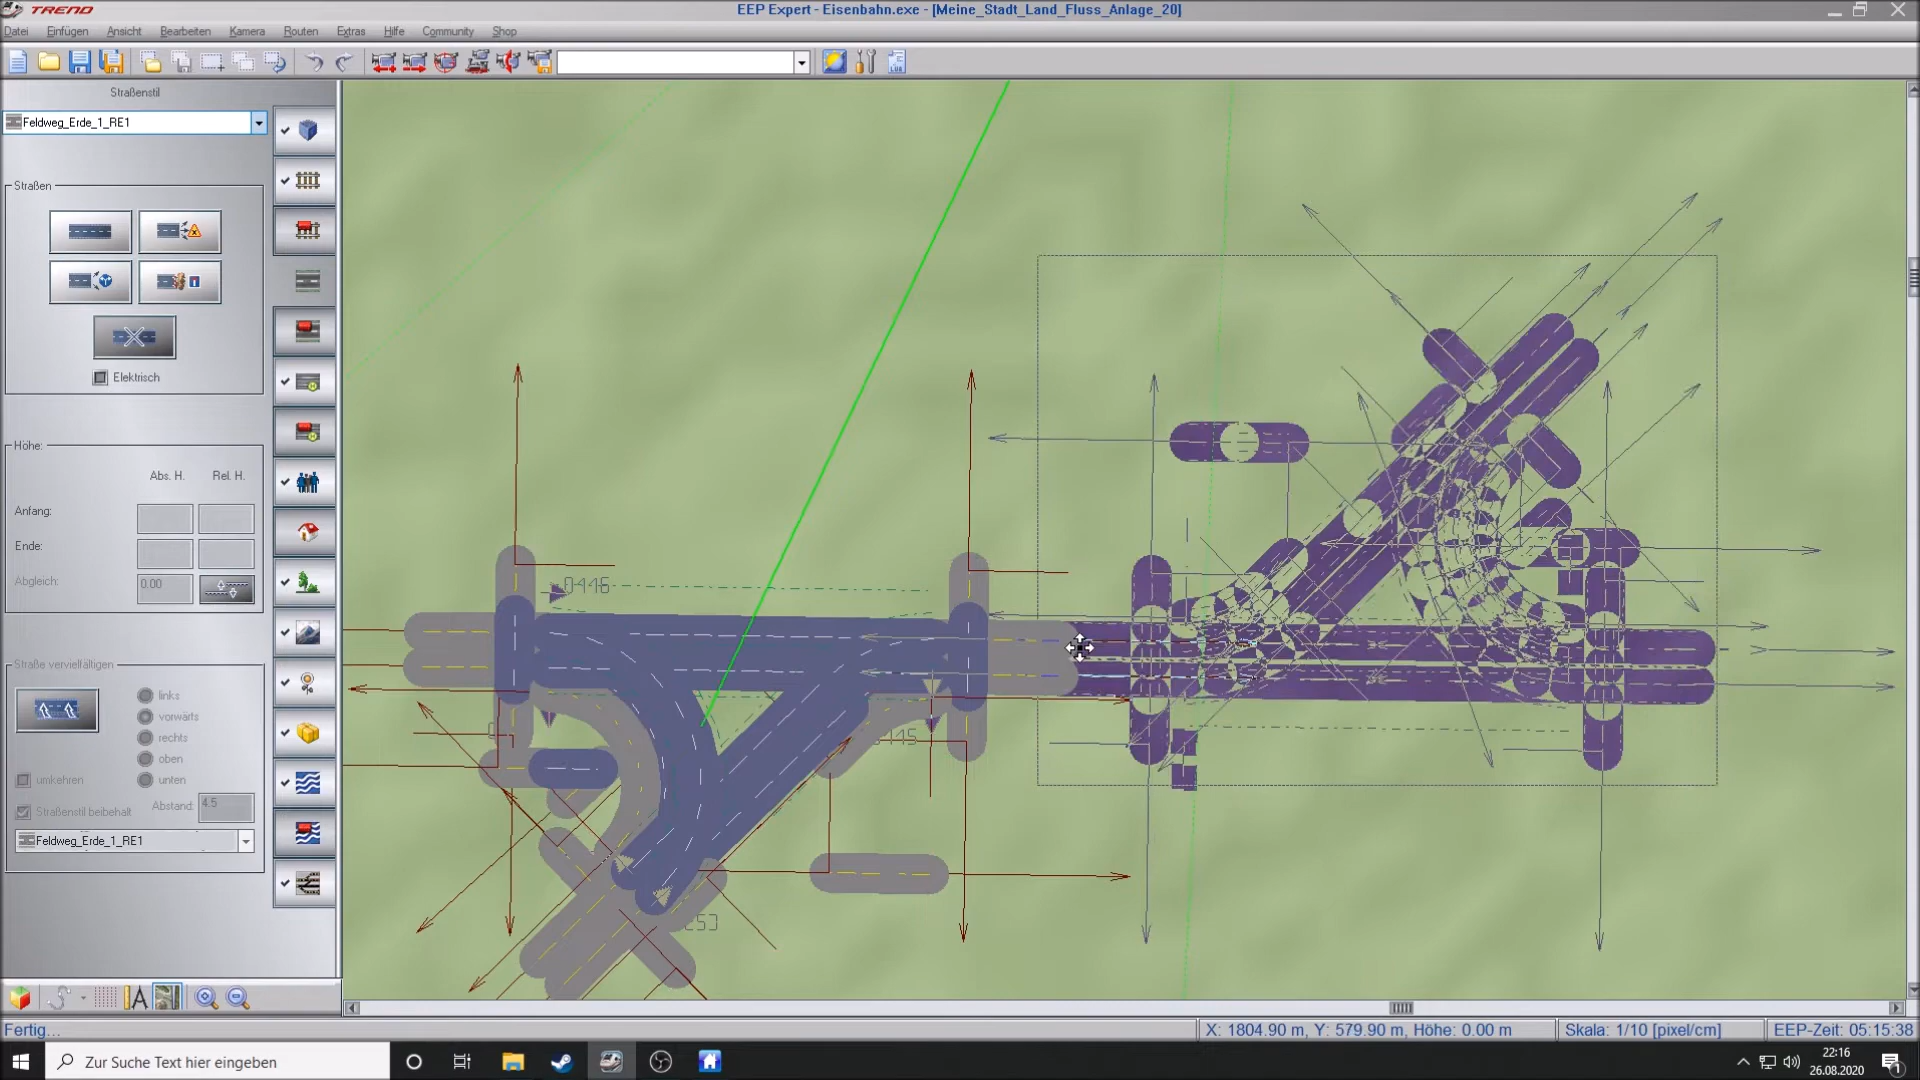 TREND
EEP Expert - Eisenbahn.exe - [Meine_Stadt_Land_Fluss_Anlage_20]
Datei Einfügen Ansicht Bearbeiten Kamera Routen Extras Hilfe Community Shop
Straßenstil
Feldweg_Erde_1_RE1
Straßen
Elektrisch
Höhe:
Abs. H. Rel. H.
Anfang:
Ende:
Abgleich: 0.00
Straße vervielfältigen
links
vorwärts
rechts
oben
umkehren unten
Straßenstil beibehalt Abstand: 4.5
Feldweg_Erde_1_RE1
0446
253
Fertig...
X: 1804.90 m, Y: 579.90 m, Höhe: 0.00 m
Skala: 1/10 [pixel/cm]
EEP-Zeit: 05:15:38
Zur Suche Text hier eingeben
22:16
26.08.2020